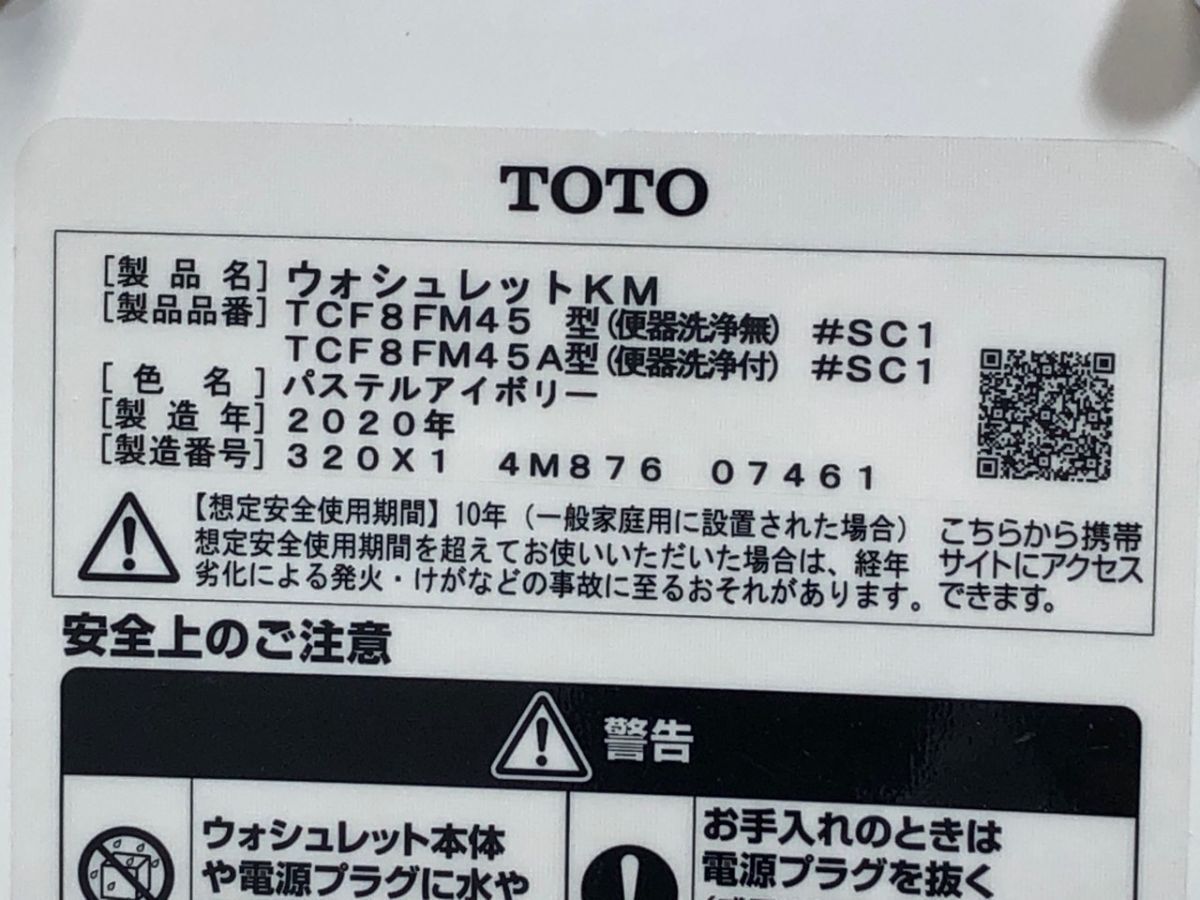 TOTO
[製品名] ウォシュレットKM
[製品品番] TCF8FM45 型(便器洗浄無) #SC1
TCF8FM45A型(便器洗浄付) #SC1
[色名] パステルアイボリー
[製造年] 2020年
[製造番号] 320X1 4M876 07461
【想定安全使用期間】10年（一般家庭用に設置された場合）
想定安全使用期間を超えてお使いいただいた場合は、経年
劣化による発火・けがなどの事故に至るおそれがあります。
こちらから携帯
サイトにアクセス
できます。
安全上のご注意
警告
ウォシュレット本体
や電源プラグに水や
お手入れのときは
電源プラグを抜く